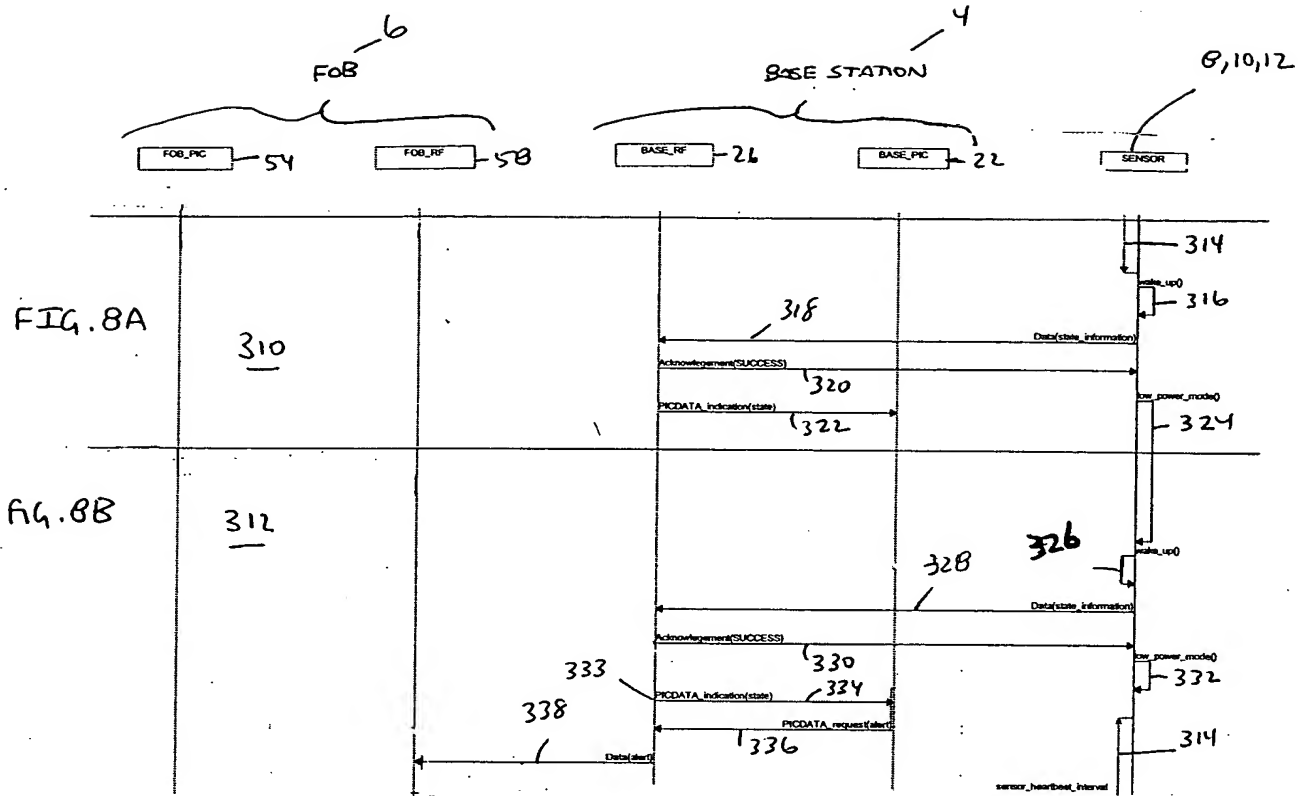 6
4
FOB
BASE STATION
8,10,12
FOB_PIC
54
FOB_RF
58
BASE_RF
26
BASE_PIC
22
SENSOR
314
wake_up()
316
FIG. 8A
310
318
Data(state_information)
Acknowlegement(SUCCESS)
320
low_power_mode()
PICDATA_indication(state)
322
324
FIG. 8B
312
326
wake_up()
328
Data(state_information)
Acknowlegement(SUCCESS)
330
low_power_mode()
332
333
PICDATA_indication(state)
334
338
PICDATA_request(alert)
336
314
Data(alert)
sensor_heartbeat_interval